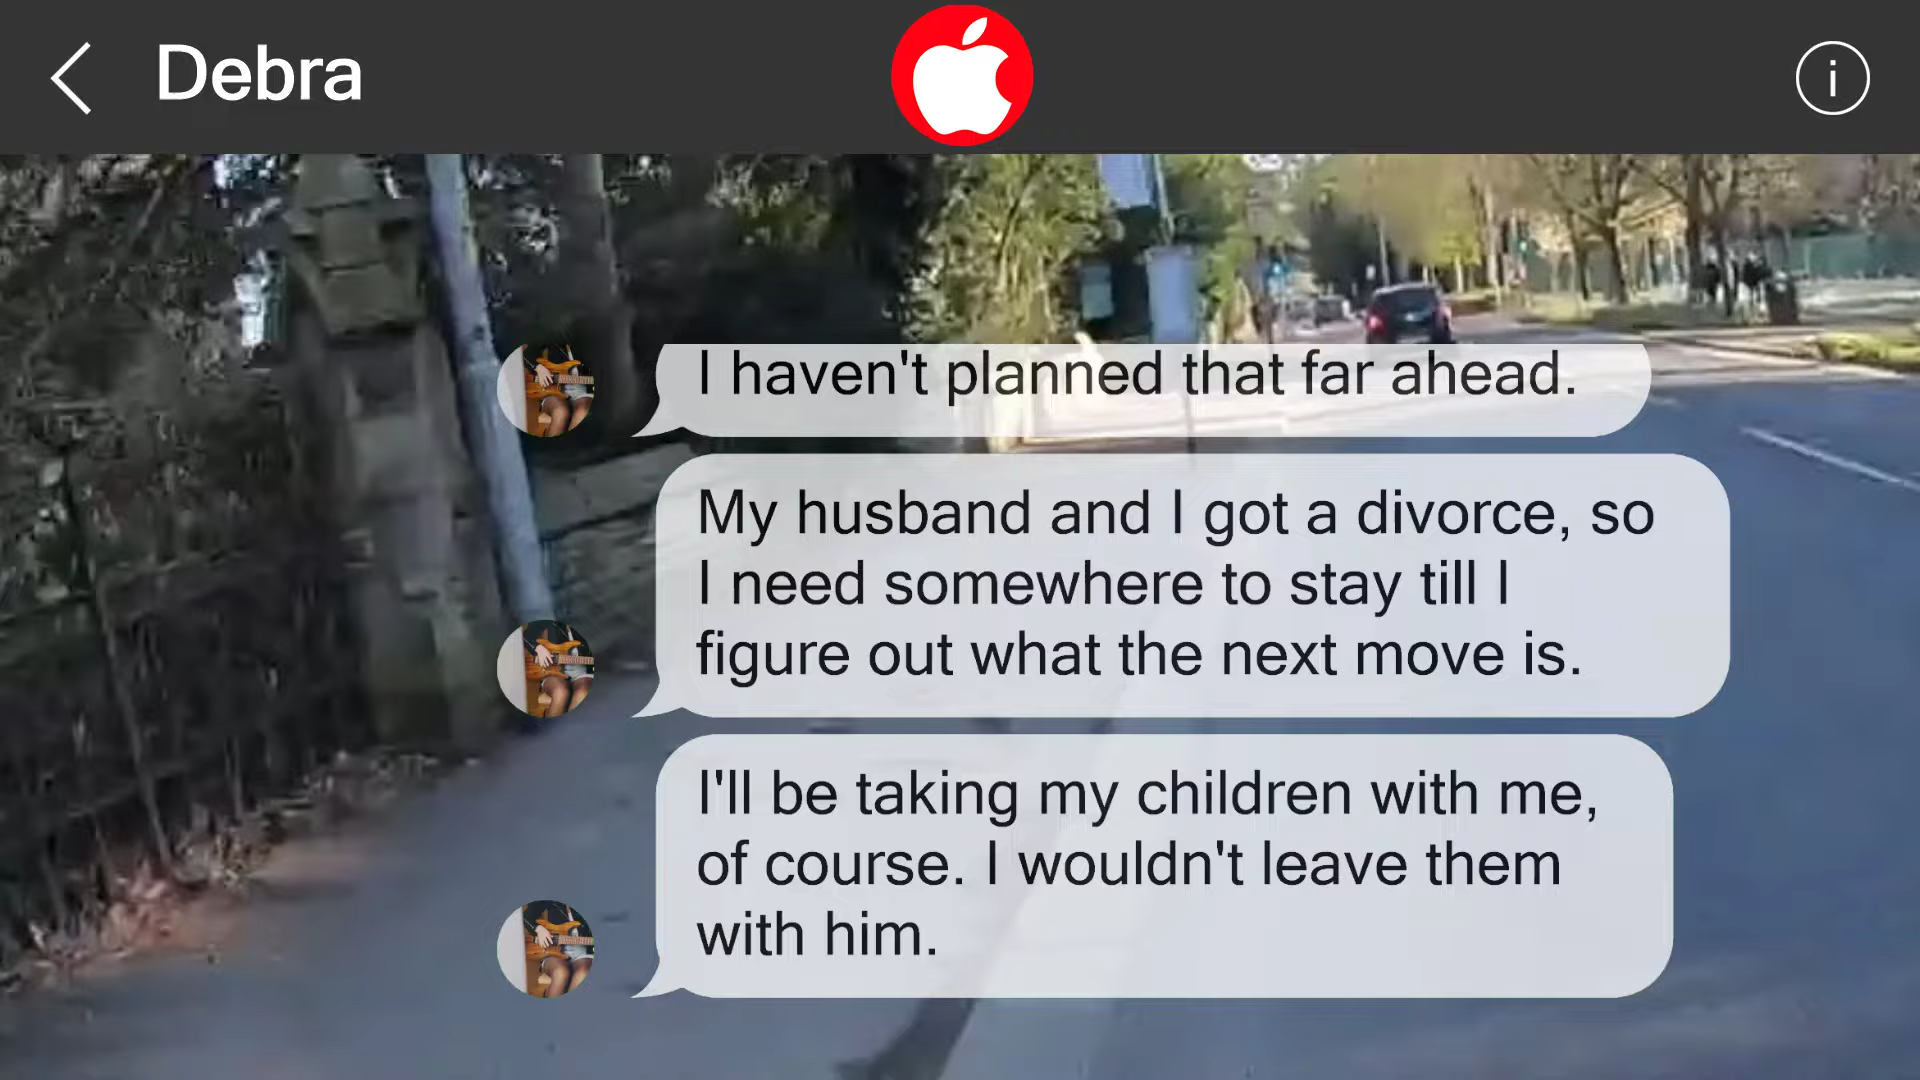 Debra
i
I haven't planned that far ahead.
My husband and I got a divorce, so
I need somewhere to stay till I
figure out what the next move is.
I'll be taking my children with me,
of course. I wouldn't leave them
with him.